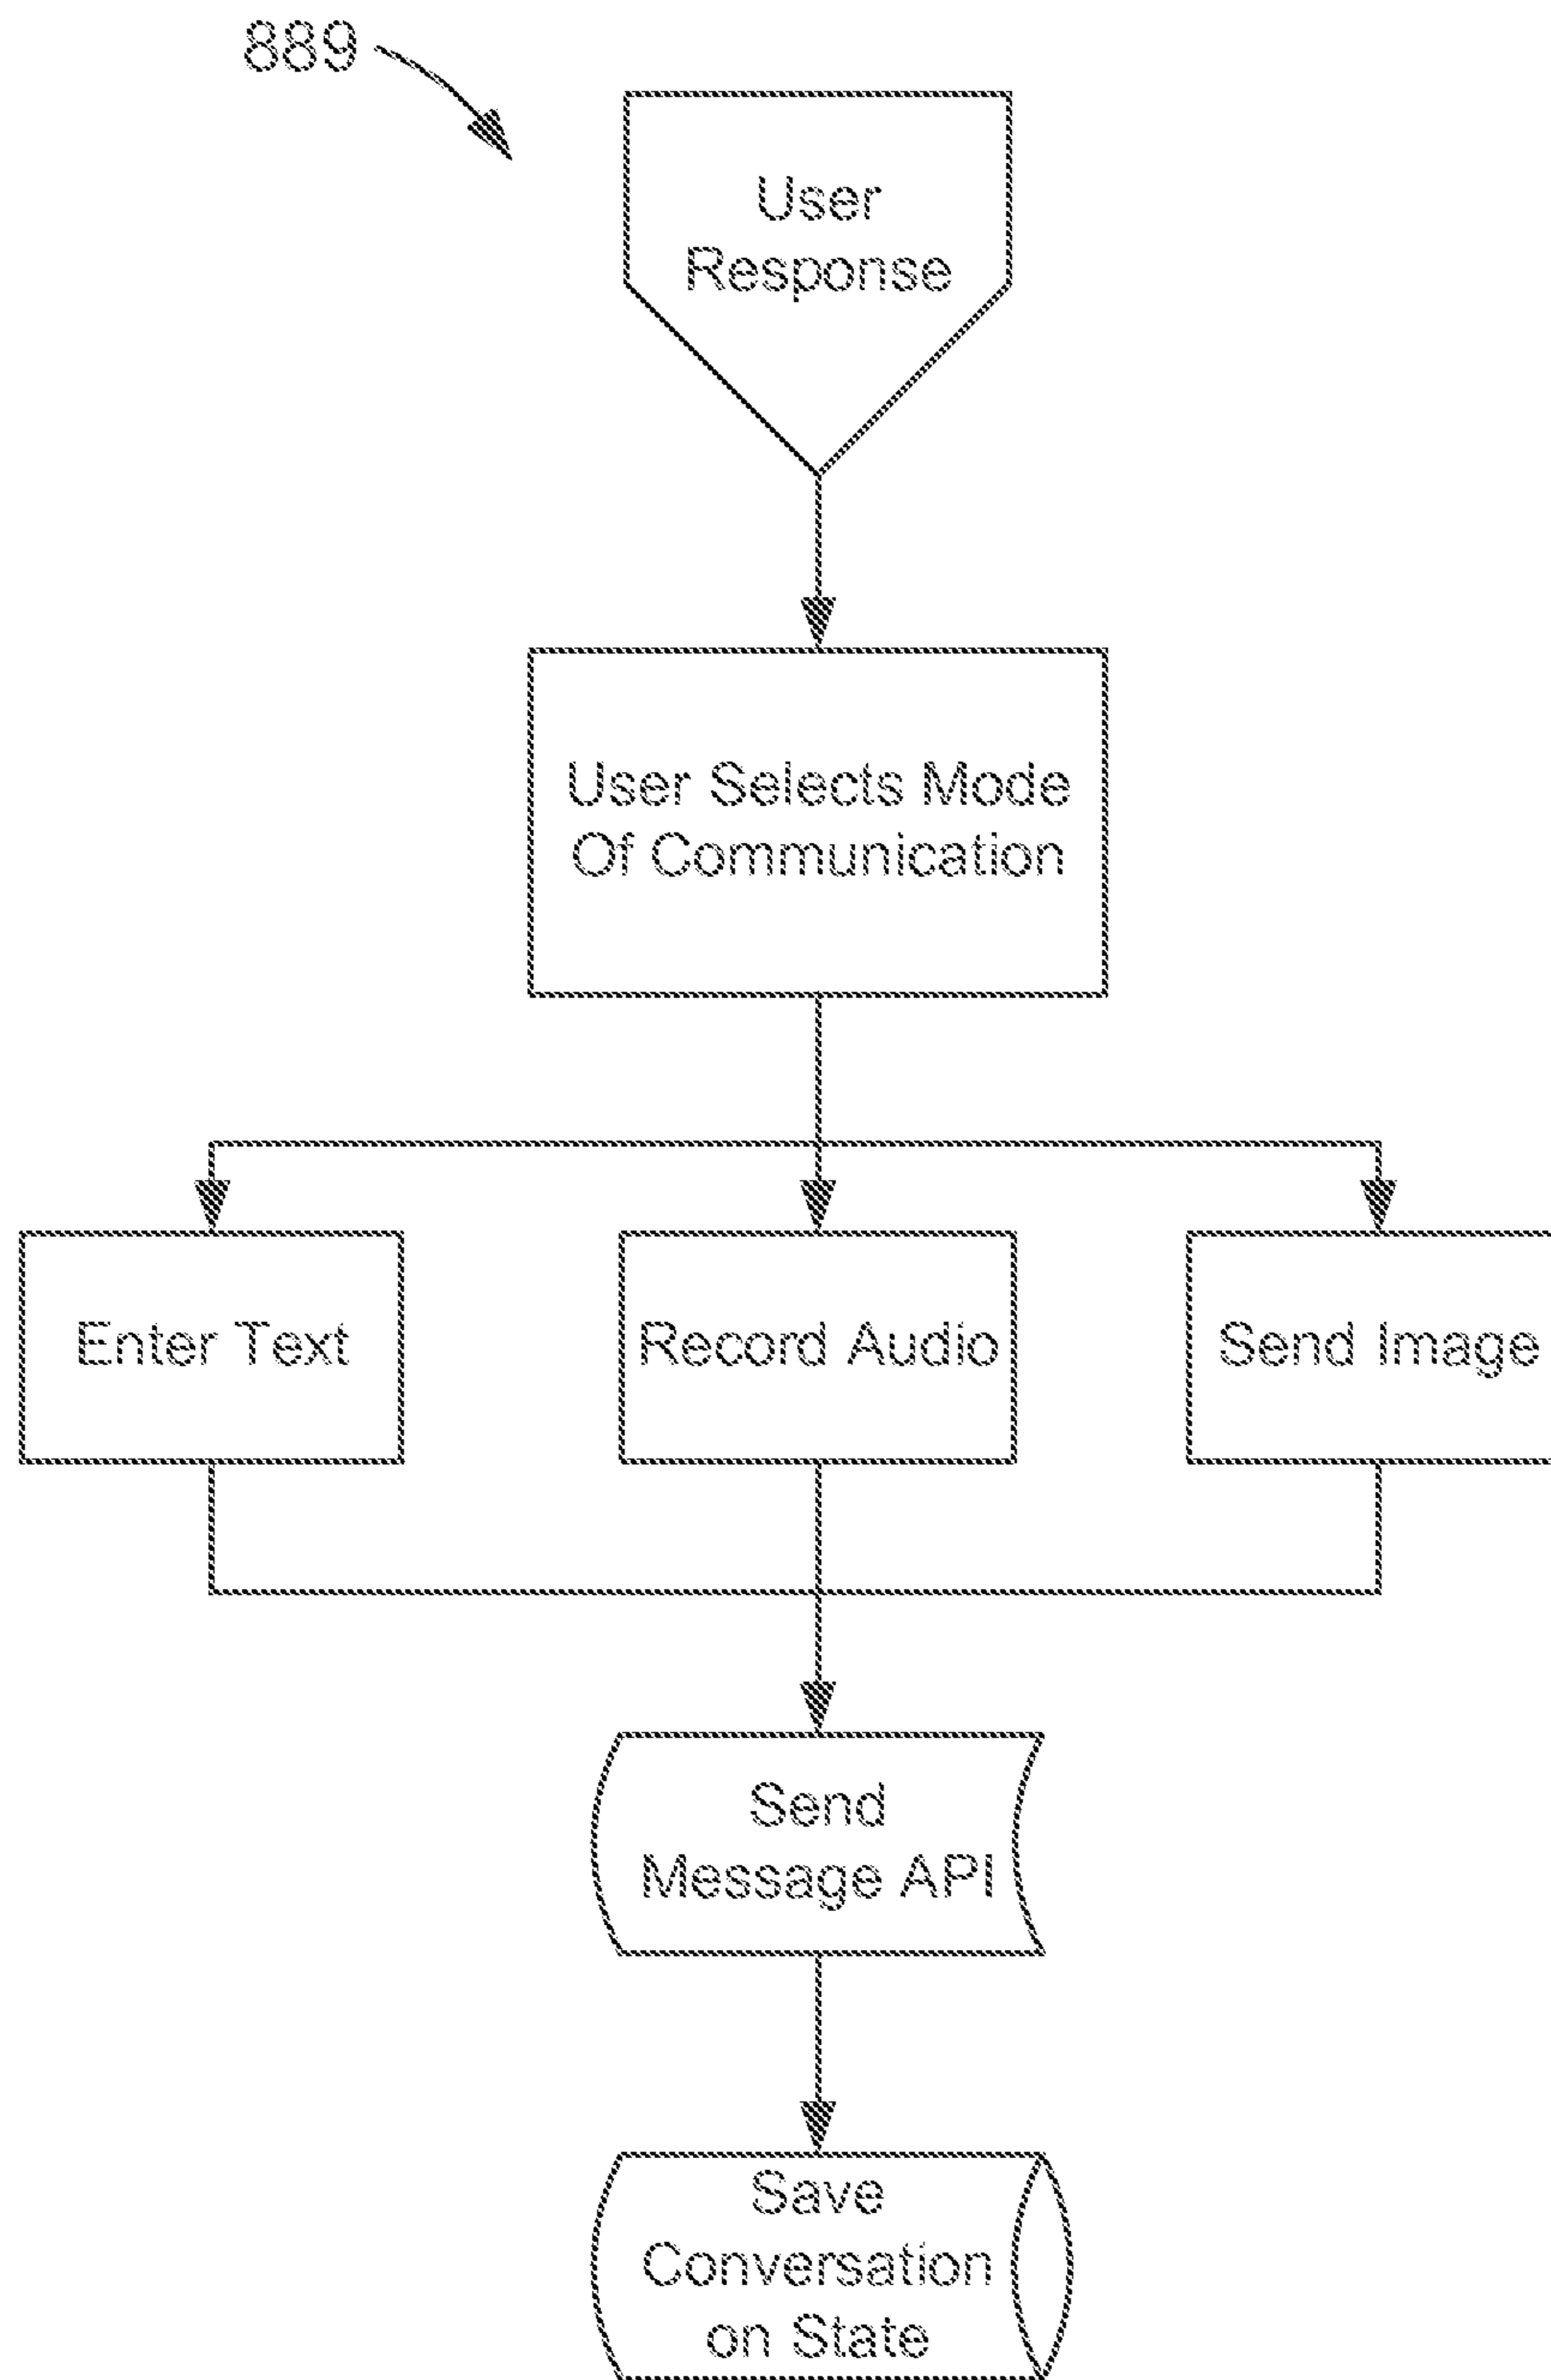 889
User
Response
User Selects Mode
Of Communication
Enter Text
Record Audio
Send Image
Send
Message API
Save
Conversation
on State